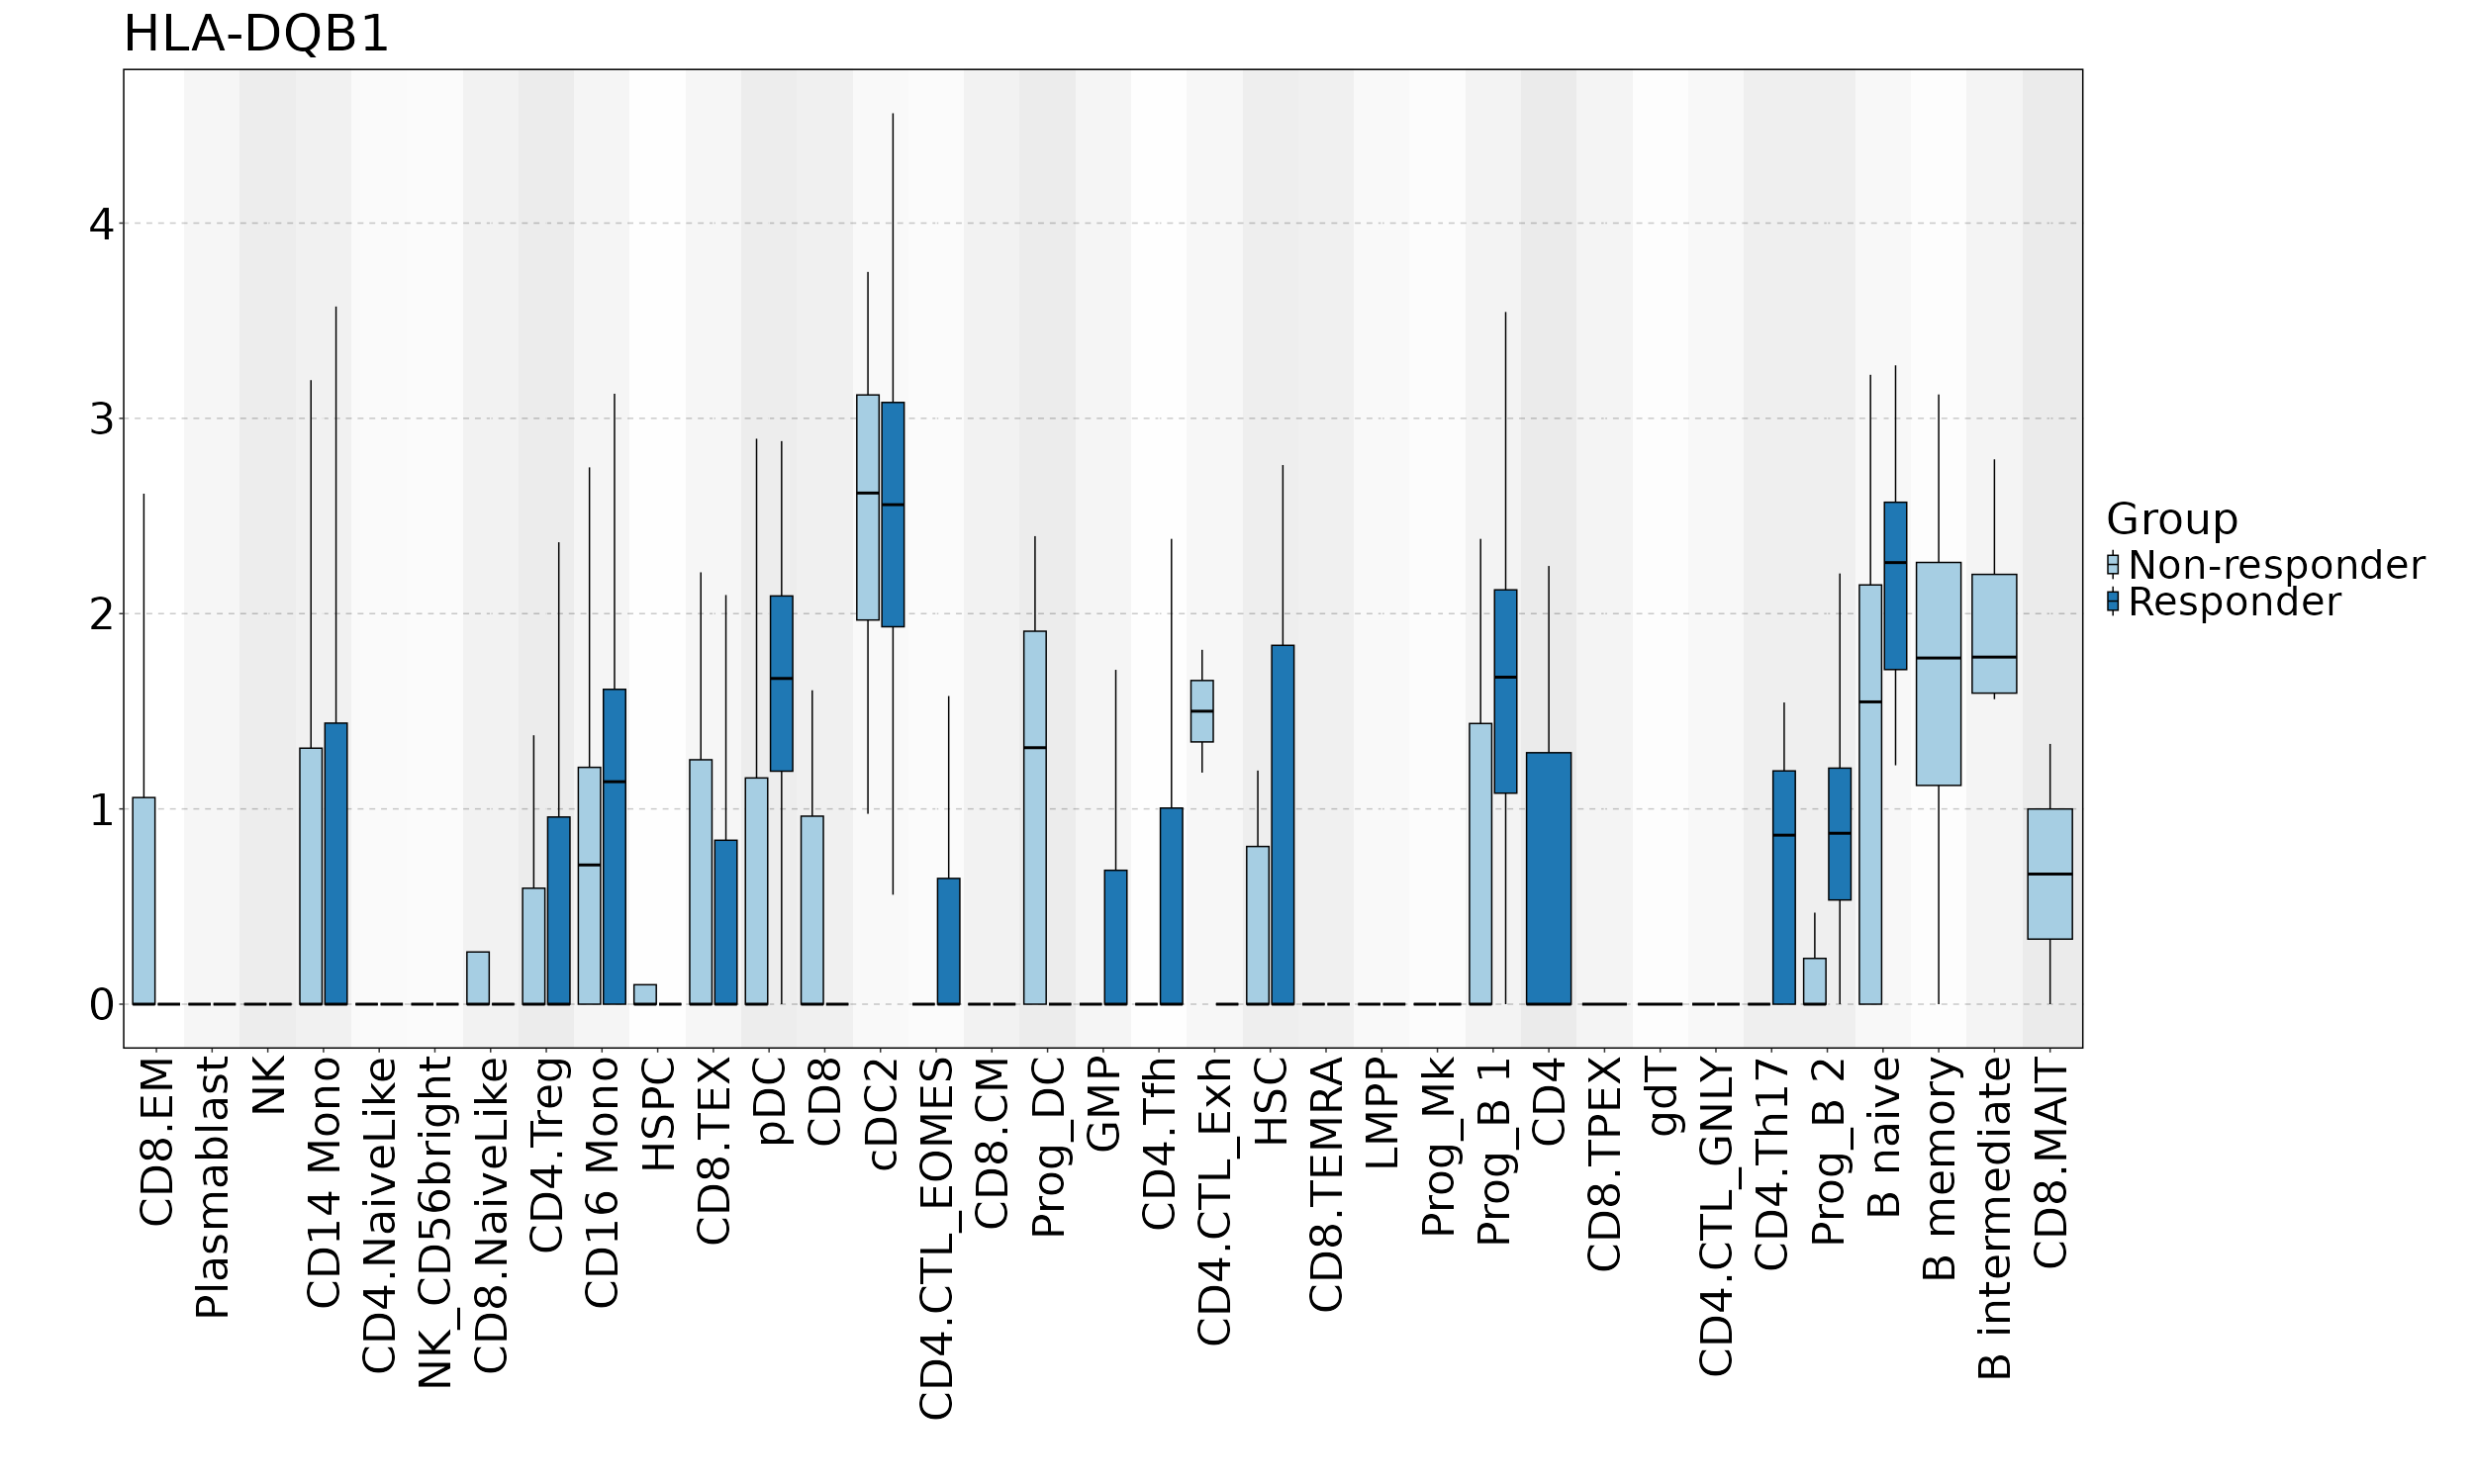 HLA-DQB1
4
3
2
1
0
CD8.EM
Plasmablast
NK
CD14 Mono
CD4.NaiveLike
NK_CD56bright
CD8.NaiveLike
CD4.Treg
CD16 Mono
HSPC
CD8.TEX
pDC
CD8
cDC2
CD4.CTL_EOMES
CD8.CM
Prog_DC
GMP
CD4.Tfh
CD4.CTL_Exh
HSC
CD8.TEMRA
LMPP
Prog_Mk
Prog_B 1
CD4
CD8.TPEX
gdT
CD4.CTL_GNLY
CD4.Th17
Prog_B 2
B naive
B memory
B intermediate
CD8.MAIT
Group
Non-responder
Responder